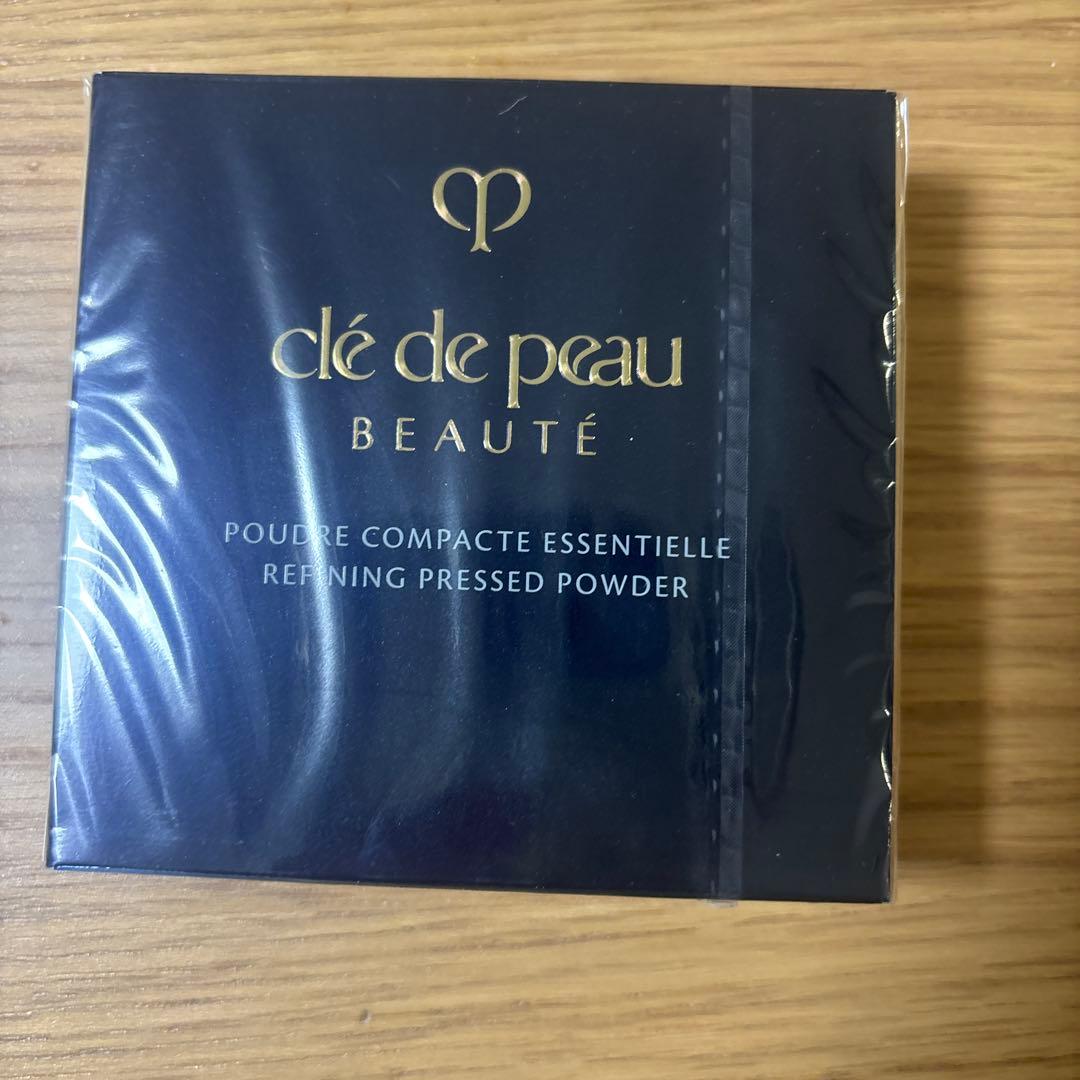 clé de peau
BEAUTÉ
POUDRE COMPACTE ESSENTIELLE
REFINING PRESSED POWDER